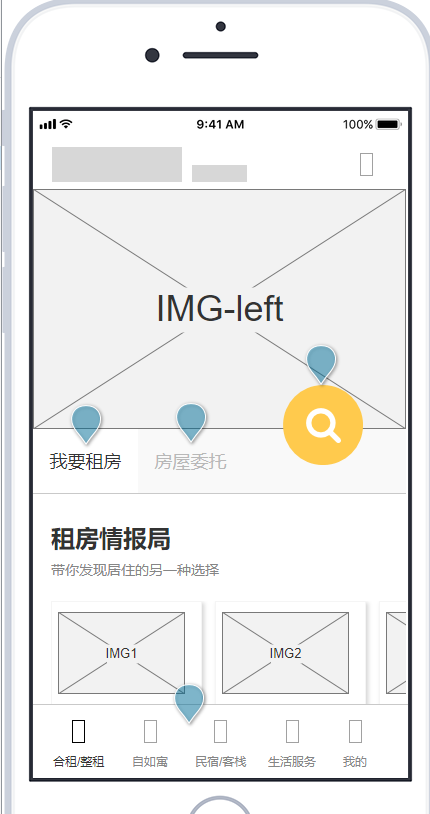 9:41 AM
100%
IMG-left
我要租房
房屋委托
租房情报局
带你发现居住的另一种选择
IMG1
IMG2
合租/整租
自如寓
民宿/客栈
生活服务
我的